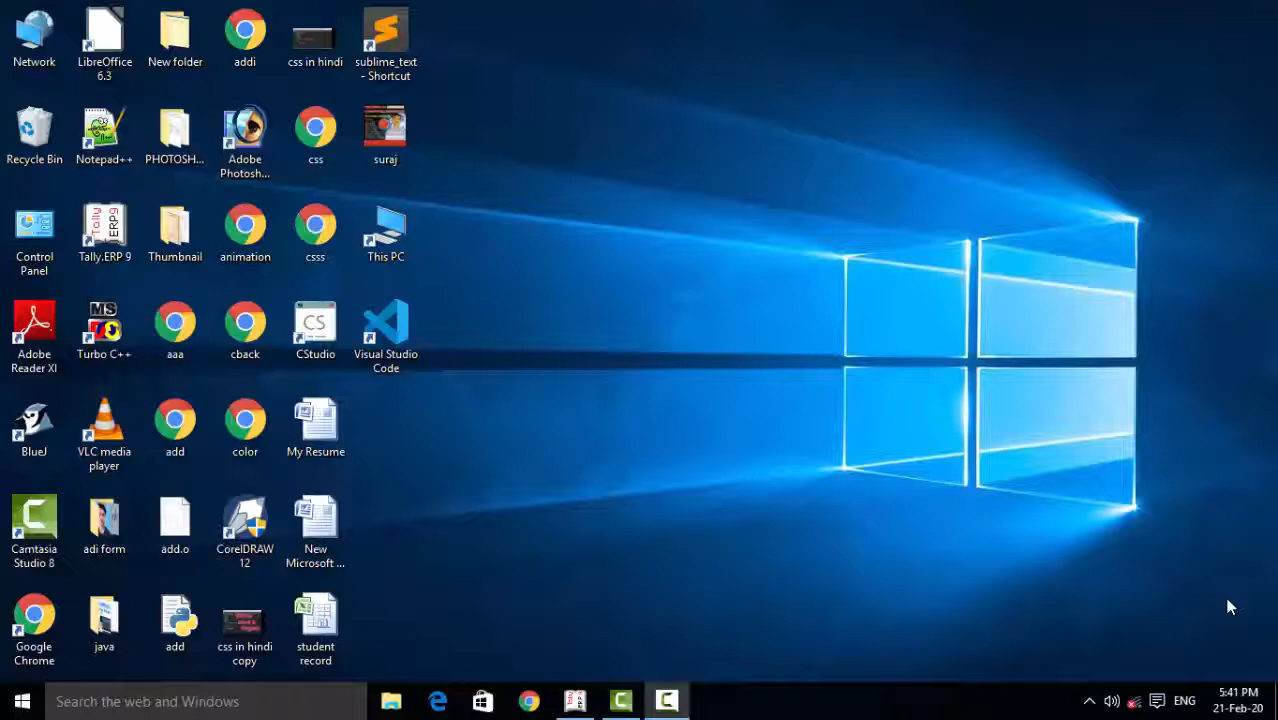 Network
LibreOffice
6.3
New folder
addi
css in hindi
sublime_text
- Shortcut
Recycle Bin
Notepad++
PHOTOSH...
Adobe
Photosh...
css
suraj
Control
Panel
Tally.ERP 9
Thumbnail
animation
csss
This PC
Adobe
Reader XI
Turbo C++
aaa
cback
CStudio
Visual Studio
Code
BlueJ
VLC media
player
add
color
My Resume
Camtasia
Studio 8
adi form
add.o
CorelDRAW
12
New
Microsoft ...
Google
Chrome
java
add
css in hindi
copy
student
record
Search the web and Windows
ENG
5:41 PM
21-Feb-20